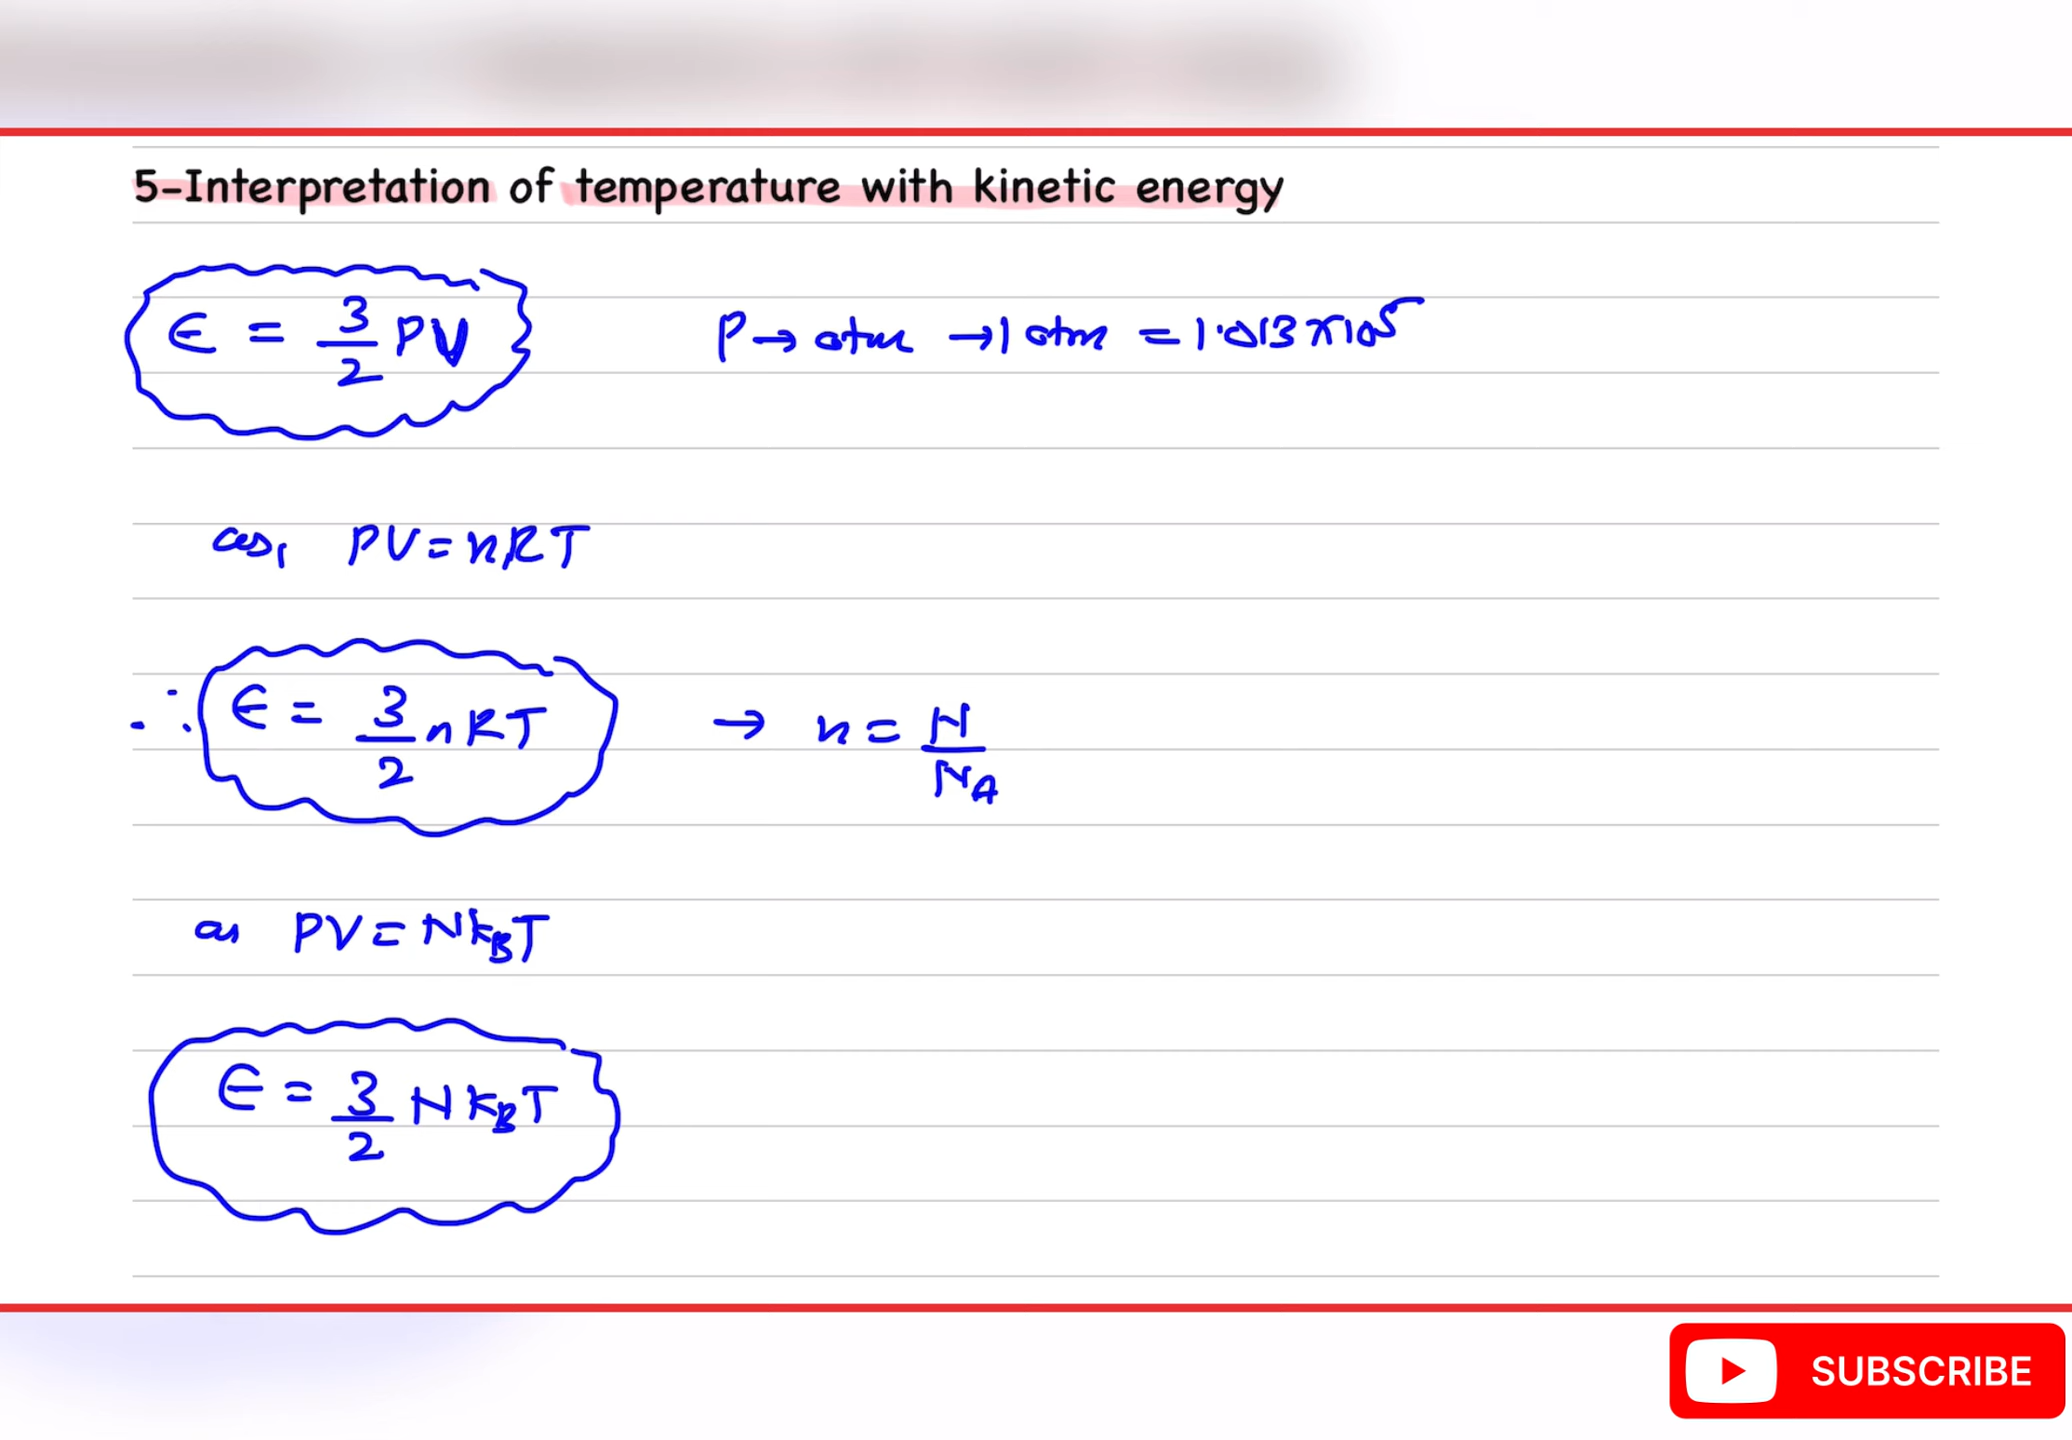 5-Interpretation of temperature with kinetic energy
E = 3/2 PV    P → atm → 1 atm = 1.013 × 10⁵
as, PV = nRT
∴ E = 3/2 nRT → n = N/N_A
as PV = Nk_BT
E = 3/2 Nk_BT
SUBSCRIBE